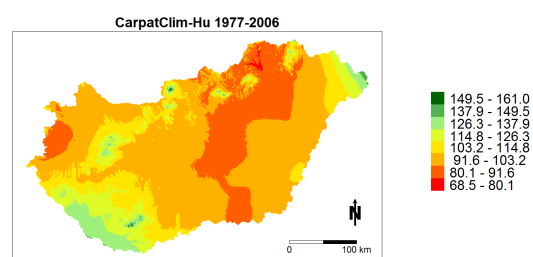 CarpatClim-Hu 1977-2006
149.5 - 161.0
137.9 - 149.5
126.3 - 137.9
114.8 - 126.3
103.2 - 114.8
91.6 - 103.2
80.1 - 91.6
68.5 - 80.1
N
0 100 km